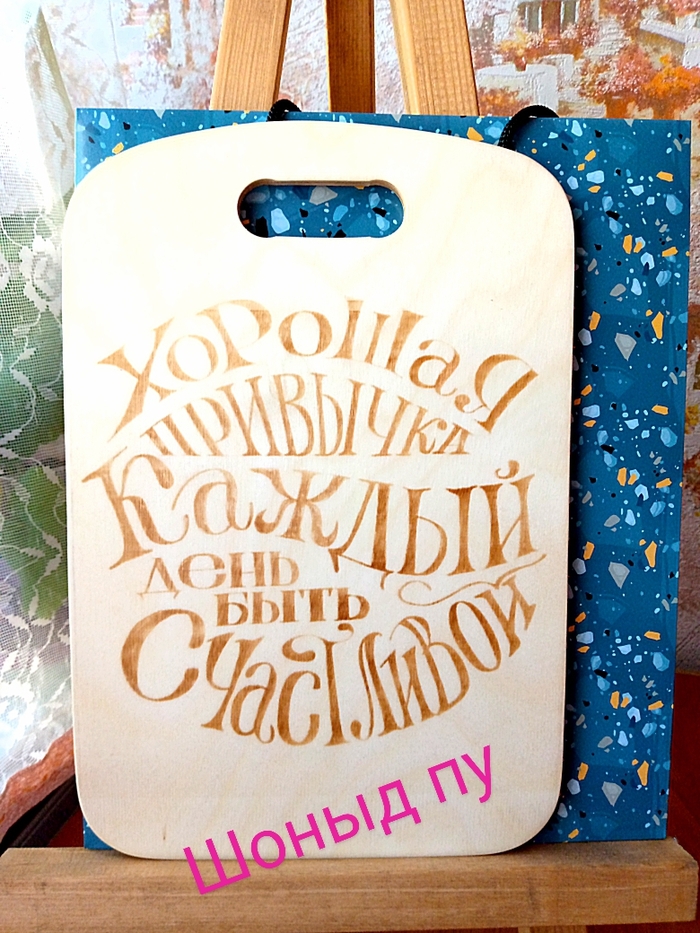 Хорошая
привычка
каждый
день
быть
счастливой
Шоныд пу